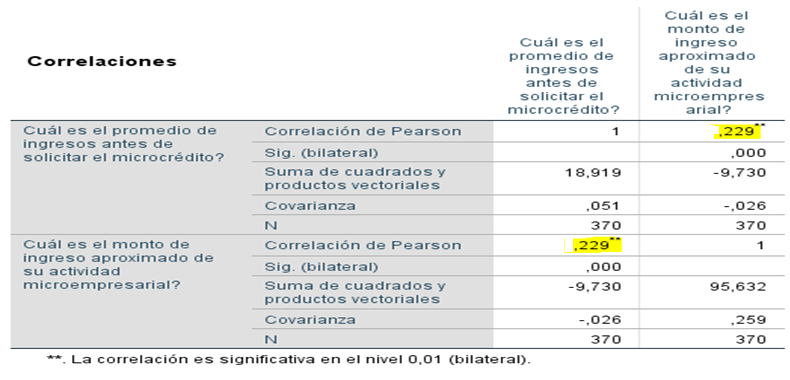 Correlaciones
Cuál es el
promedio de
ingresos
antes de
solicitar el
microcrédito?
Cuál es el
monto de
ingreso
aproximado
de su
actividad
microempres
arial?
Cuál es el promedio de
ingresos antes de
solicitar el microcrédito?
Correlación de Pearson 1 ,229**
Sig. (bilateral) ,000
Suma de cuadrados y
productos vectoriales 18,919 -9,730
Covarianza ,051 -,026
N 370 370
Cuál es el monto de
ingreso aproximado de
su actividad
microempresarial?
Correlación de Pearson ,229** 1
Sig. (bilateral) ,000
Suma de cuadrados y
productos vectoriales -9,730 95,632
Covarianza -,026 ,259
N 370 370
**. La correlación es significativa en el nivel 0,01 (bilateral).